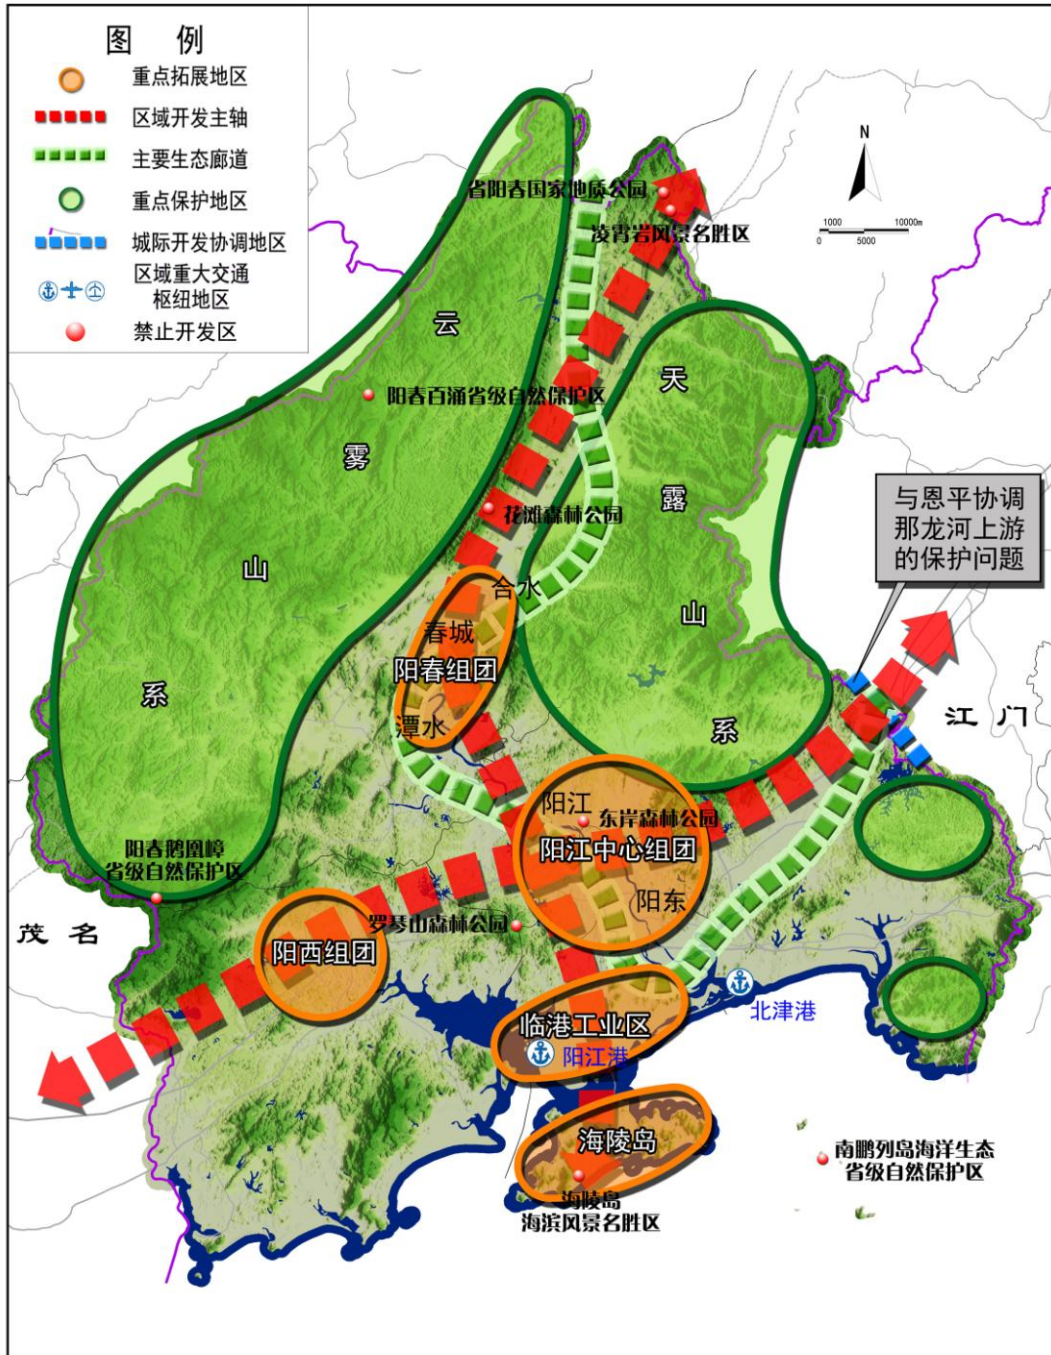 图 例
重点拓展地区
区域开发主轴
主要生态廊道
重点保护地区
城际开发协调地区
区域重大交通
枢纽地区
禁止开发区
N
1000
10000m
0
5000
省阳春国家地质公园
凌霄岩风景名胜区
云
雾
山
系
天
露
山
系
阳春百涌省级自然保护区
花滩森林公园
与恩平协调
那龙河上游
的保护问题
合水
春城
阳春组团
潭水
江门
阳江
东岸森林公园
阳江中心组团
阳东
阳春鹅凰嶂
省级自然保护区
茂名
罗琴山森林公园
阳西组团
北津港
临港工业区
阳江港
海陵岛
海陵岛
海滨风景名胜区
南鹏列岛海洋生态
省级自然保护区